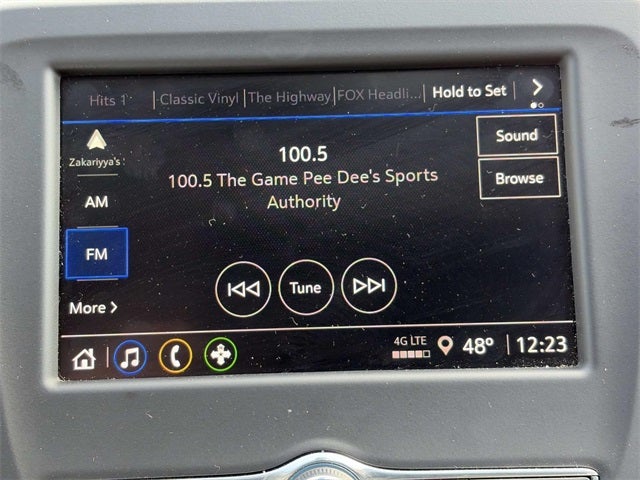 Hits 1 Classic Vinyl The Highway FOX Headli... Hold to Set
Zakariyya's
AM
FM
More
100.5
100.5 The Game Pee Dee's Sports
Authority
Sound
Browse
Tune
4G LTE
48° 12:23